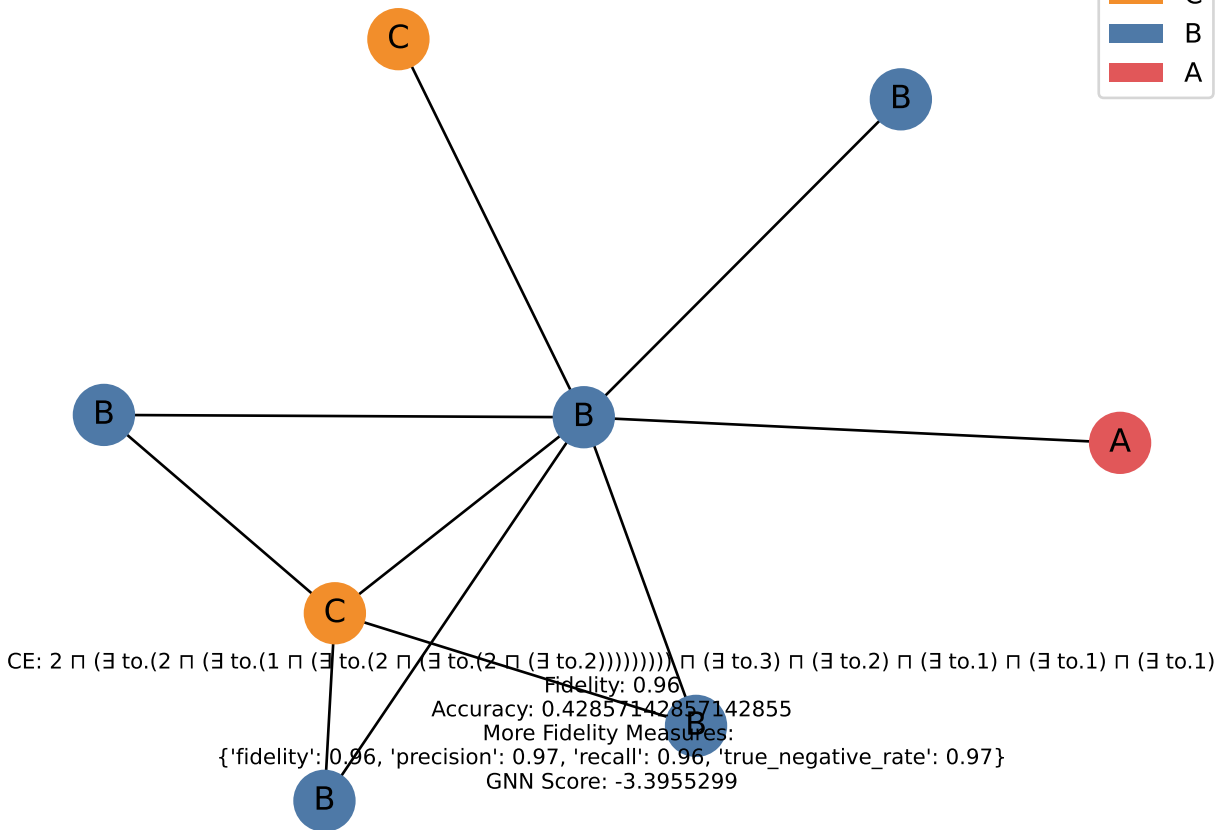 C
C
B
B
A
B
B
A
C
CE: 2 ⊓ (∃ to.(2 ⊓ (∃ to.(1 ⊓ (∃ to.(2 ⊓ (∃ to.(2 ⊓ (∃ to.2))))))))) ⊓ (∃ to.3) ⊓ (∃ to.2) ⊓ (∃ to.1) ⊓ (∃ to.1) ⊓ (∃ to.1)
Fidelity: 0.96
Accuracy: 0.42857142857142855
B
More Fidelity Measures:
{'fidelity': 0.96, 'precision': 0.97, 'recall': 0.96, 'true_negative_rate': 0.97}
GNN Score: -3.3955299
B